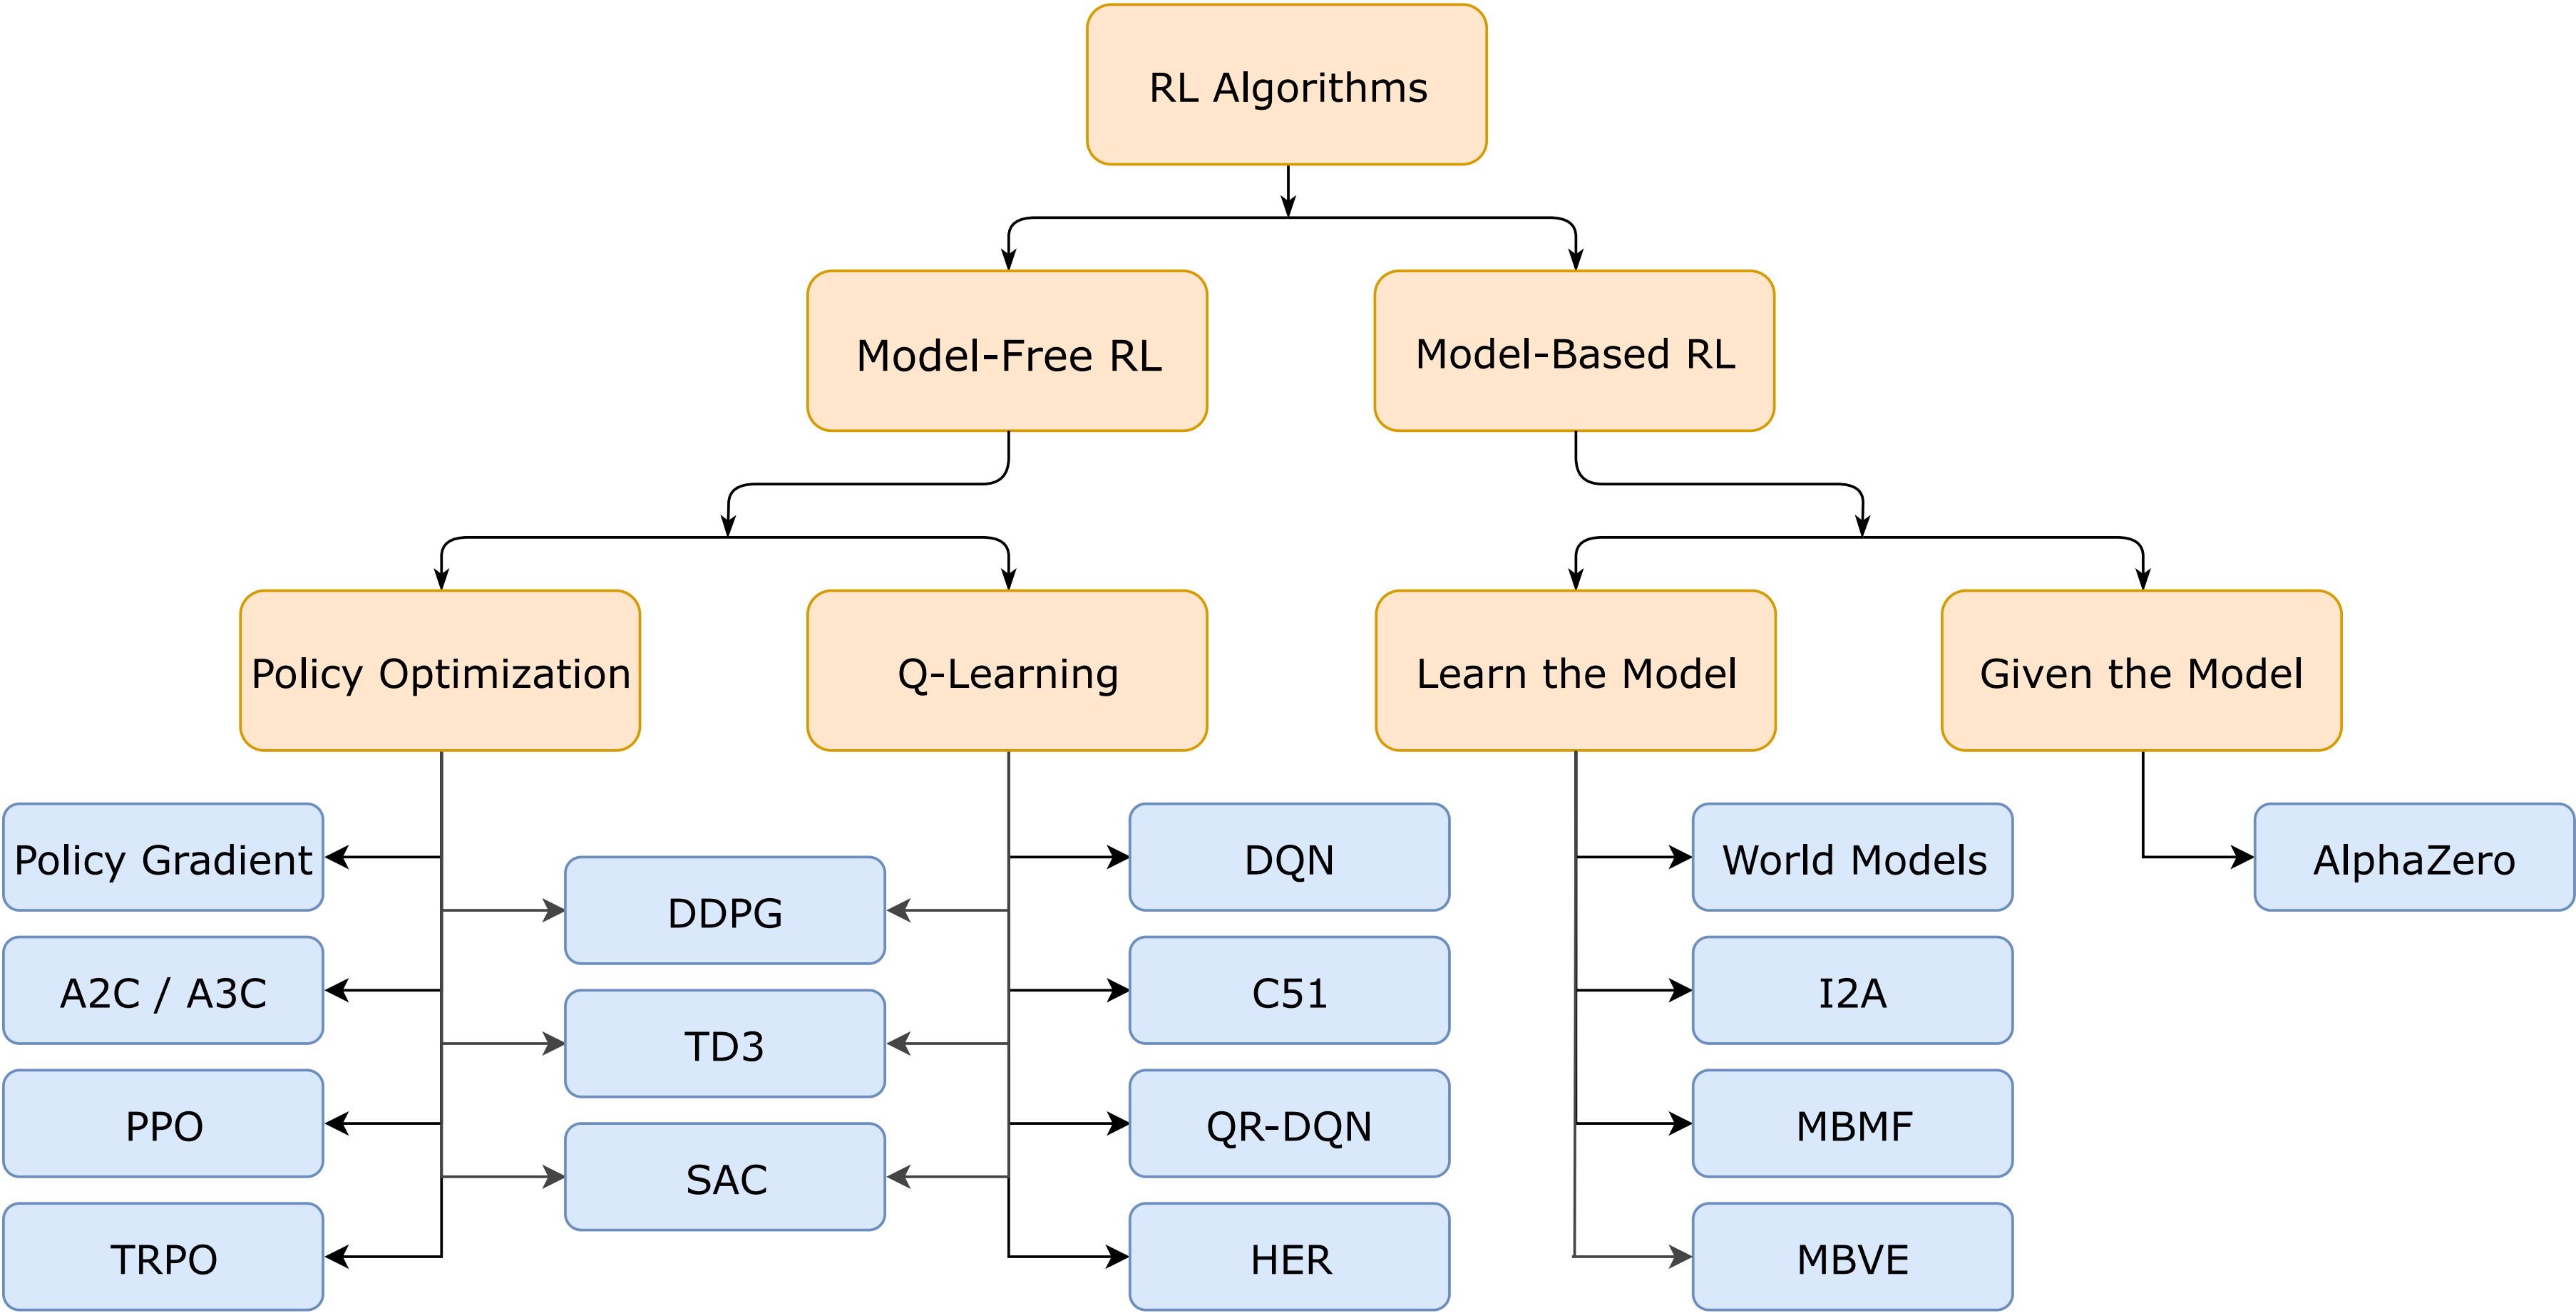 RL Algorithms
Model-Free RL
Model-Based RL
Policy Optimization
Q-Learning
Learn the Model
Given the Model
Policy Gradient
DQN
World Models
AlphaZero
DDPG
A2C / A3C
C51
I2A
TD3
PPO
QR-DQN
MBMF
SAC
TRPO
HER
MBVE